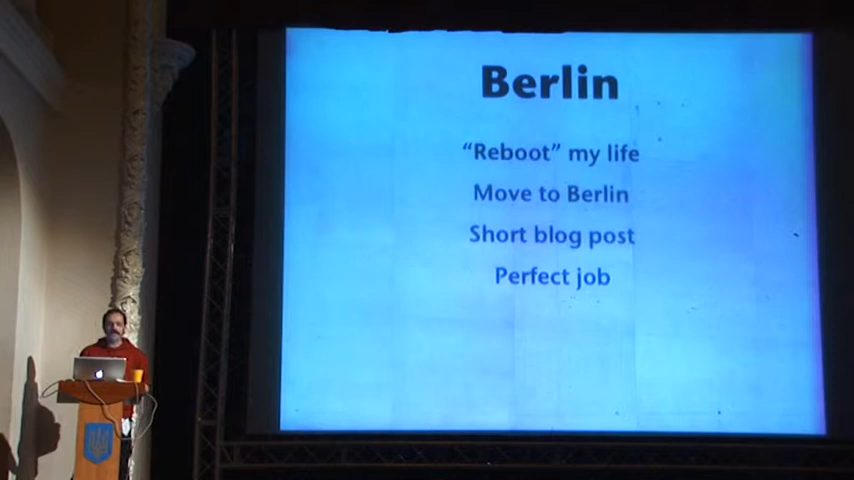 Berlin
“Reboot” my life
Move to Berlin
Short blog post
Perfect job